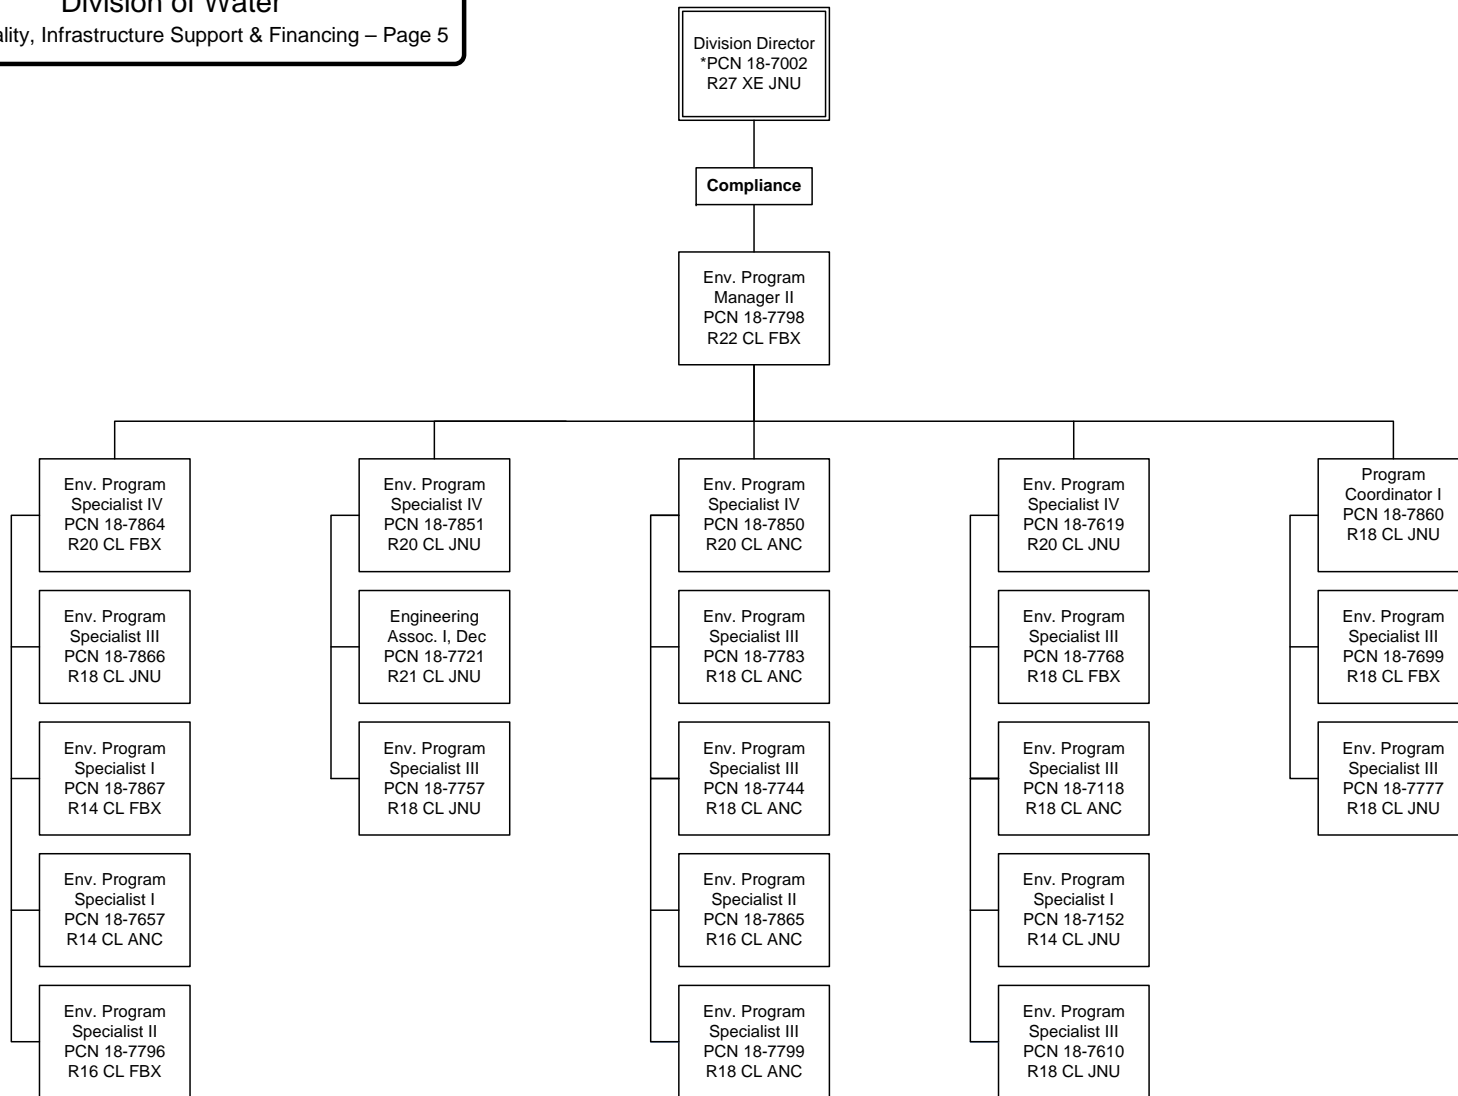 Division of Water
Infrastructure Support & Financing – Page 5
Division Director
*PCN 18-7002
R27 XE JNU
Compliance
Env. Program
Manager II
PCN 18-7798
R22 CL FBX
Env. Program
Specialist IV
PCN 18-7864
R20 CL FBX
Env. Program
Specialist III
PCN 18-7866
R18 CL JNU
Env. Program
Specialist I
PCN 18-7867
R14 CL FBX
Env. Program
Specialist I
PCN 18-7657
R14 CL ANC
Env. Program
Specialist II
PCN 18-7796
R16 CL FBX
Env. Program
Specialist IV
PCN 18-7851
R20 CL JNU
Engineering
Assoc. I, Dec
PCN 18-7721
R21 CL JNU
Env. Program
Specialist III
PCN 18-7757
R18 CL JNU
Env. Program
Specialist IV
PCN 18-7850
R20 CL ANC
Env. Program
Specialist III
PCN 18-7783
R18 CL ANC
Env. Program
Specialist III
PCN 18-7744
R18 CL ANC
Env. Program
Specialist II
PCN 18-7865
R16 CL ANC
Env. Program
Specialist III
PCN 18-7799
R18 CL ANC
Env. Program
Specialist IV
PCN 18-7619
R20 CL JNU
Env. Program
Specialist III
PCN 18-7768
R18 CL FBX
Env. Program
Specialist III
PCN 18-7118
R18 CL ANC
Env. Program
Specialist I
PCN 18-7152
R14 CL JNU
Env. Program
Specialist III
PCN 18-7610
R18 CL JNU
Program
Coordinator I
PCN 18-7860
R18 CL JNU
Env. Program
Specialist III
PCN 18-7699
R18 CL FBX
Env. Program
Specialist III
PCN 18-7777
R18 CL JNU